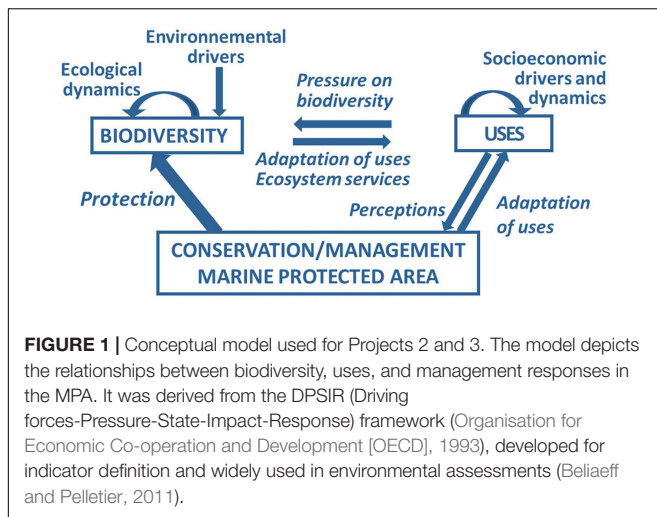 Environnemental
drivers
Ecological
dynamics
BIODIVERSITY
Pressure on
biodiversity
Adaptation of uses
Ecosystem services
Socioeconomic
drivers and
dynamics
USES
Protection
Perceptions
Adaptation
of uses
CONSERVATION/MANAGEMENT
MARINE PROTECTED AREA
FIGURE 1 | Conceptual model used for Projects 2 and 3. The model depicts
the relationships between biodiversity, uses, and management responses in
the MPA. It was derived from the DPSIR (Driving
forces-Pressure-State-Impact-Response) framework (Organisation for
Economic Co-operation and Development [OECD], 1993), developed for
indicator definition and widely used in environmental assessments (Beliaeff
and Pelletier, 2011).